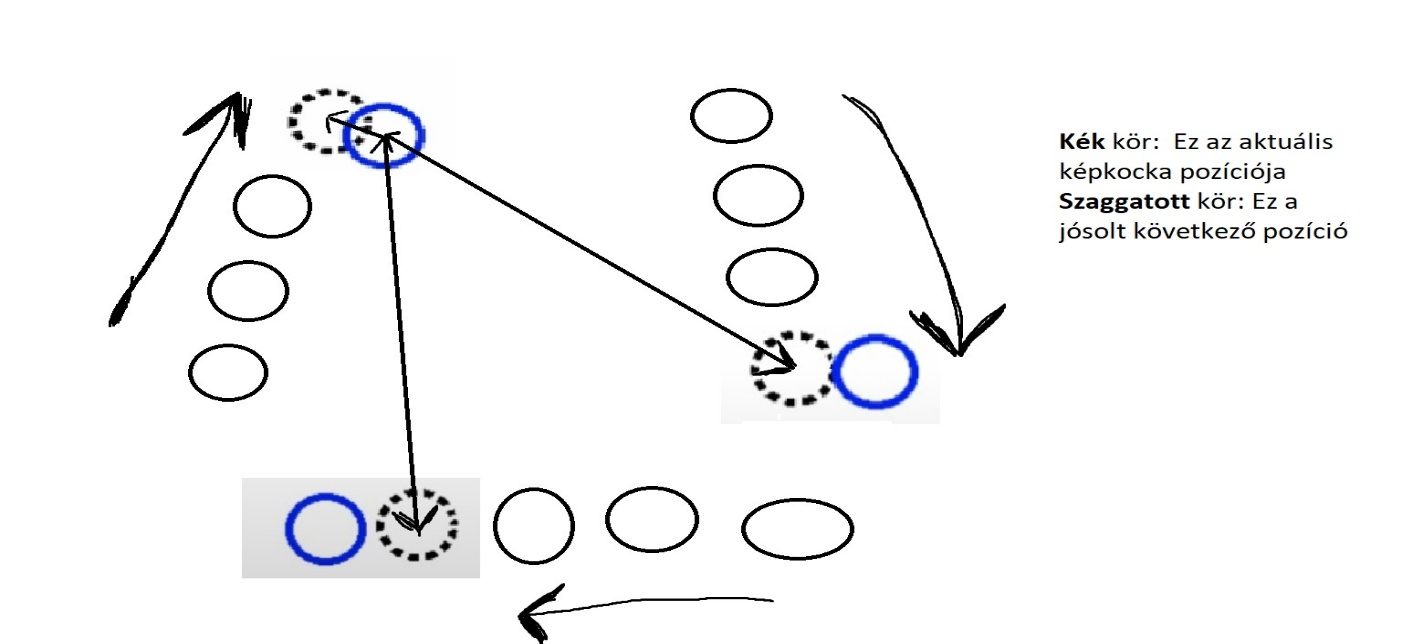 Kék kör:  Ez az aktuális
képkocka pozíciója
Szaggatott kör: Ez a
jósolt következő pozíció